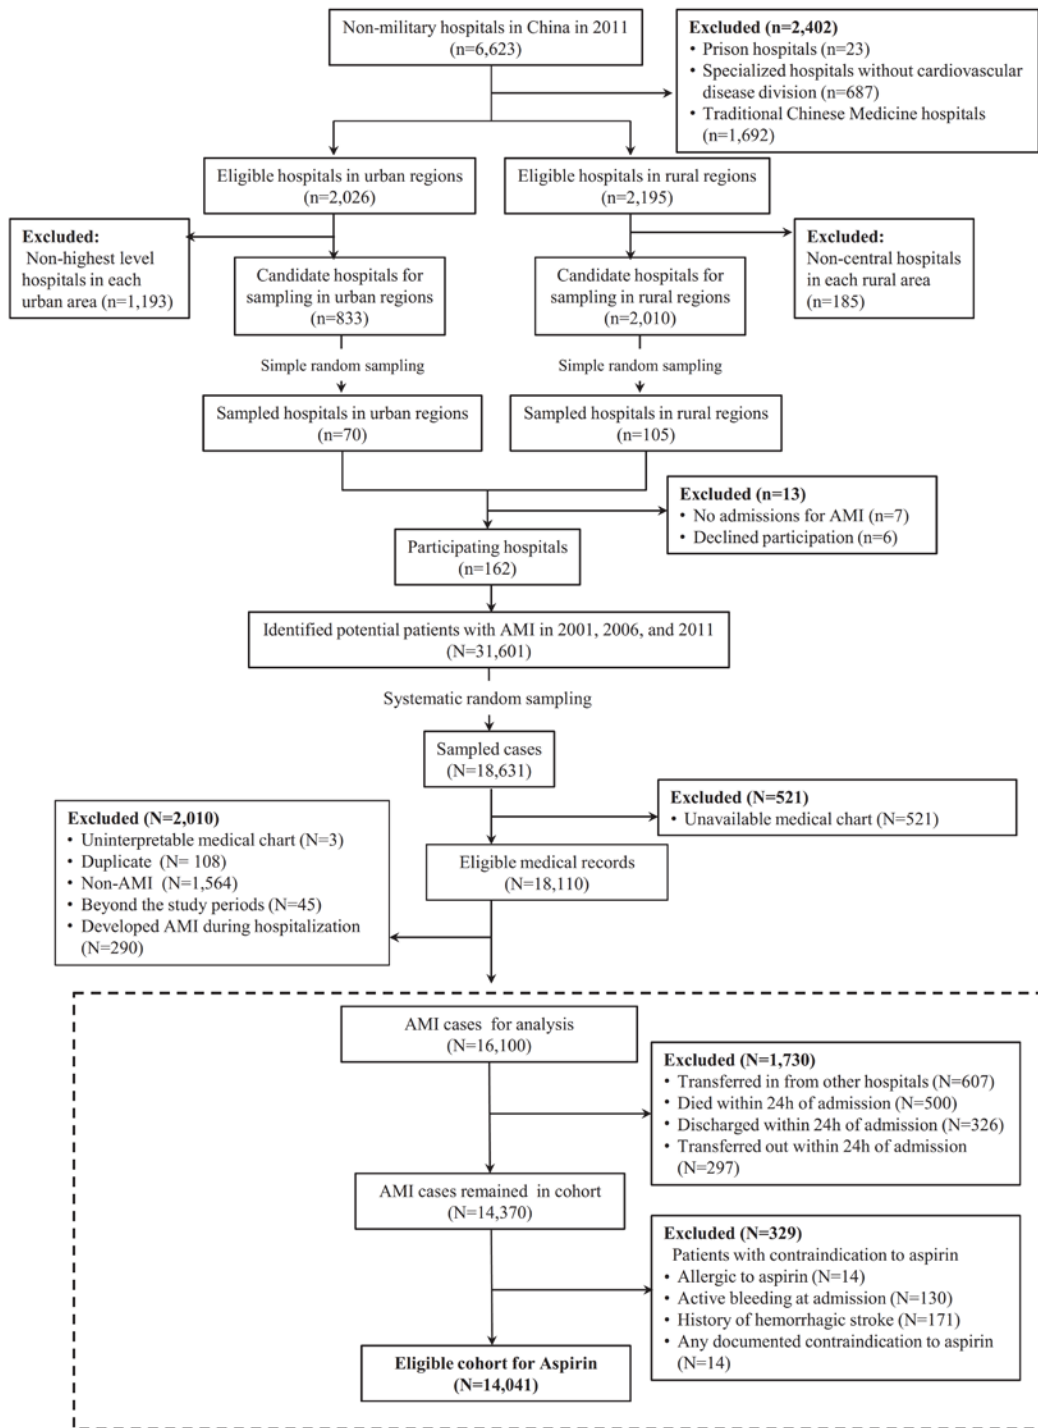 Non-military hospitals in China in 2011
(n=6,623)
Excluded (n=2,402)
• Prison hospitals (n=23)
• Specialized hospitals without cardiovascular
disease division (n=687)
• Traditional Chinese Medicine hospitals
(n=1,692)
Eligible hospitals in urban regions
(n=2,026)
Eligible hospitals in rural regions
(n=2,195)
Excluded:
Non-highest level
hospitals in each
urban area (n=1,193)
Excluded:
Non-central hospitals
in each rural area
(n=185)
Candidate hospitals for
sampling in urban regions
(n=833)
Candidate hospitals for
sampling in rural regions
(n=2,010)
Simple random sampling
Simple random sampling
Sampled hospitals in urban regions
(n=70)
Sampled hospitals in rural regions
(n=105)
Excluded (n=13)
• No admissions for AMI (n=7)
• Declined participation (n=6)
Participating hospitals
(n=162)
Identified potential patients with AMI in 2001, 2006, and 2011
(N=31,601)
Systematic random sampling
Sampled cases
(N=18,631)
Excluded (N=521)
• Unavailable medical chart (N=521)
Excluded (N=2,010)
• Uninterpretable medical chart (N=3)
• Duplicate (N= 108)
• Non-AMI (N=1,564)
• Beyond the study periods (N=45)
• Developed AMI during hospitalization
(N=290)
Eligible medical records
(N=18,110)
AMI cases for analysis
(N=16,100)
Excluded (N=1,730)
• Transferred in from other hospitals (N=607)
• Died within 24h of admission (N=500)
• Discharged within 24h of admission (N=326)
• Transferred out within 24h of admission
(N=297)
AMI cases remained in cohort
(N=14,370)
Excluded (N=329)
Patients with contraindication to aspirin
• Allergic to aspirin (N=14)
• Active bleeding at admission (N=130)
• History of hemorrhagic stroke (N=171)
• Any documented contraindication to aspirin
(N=14)
Eligible cohort for Aspirin
(N=14,041)